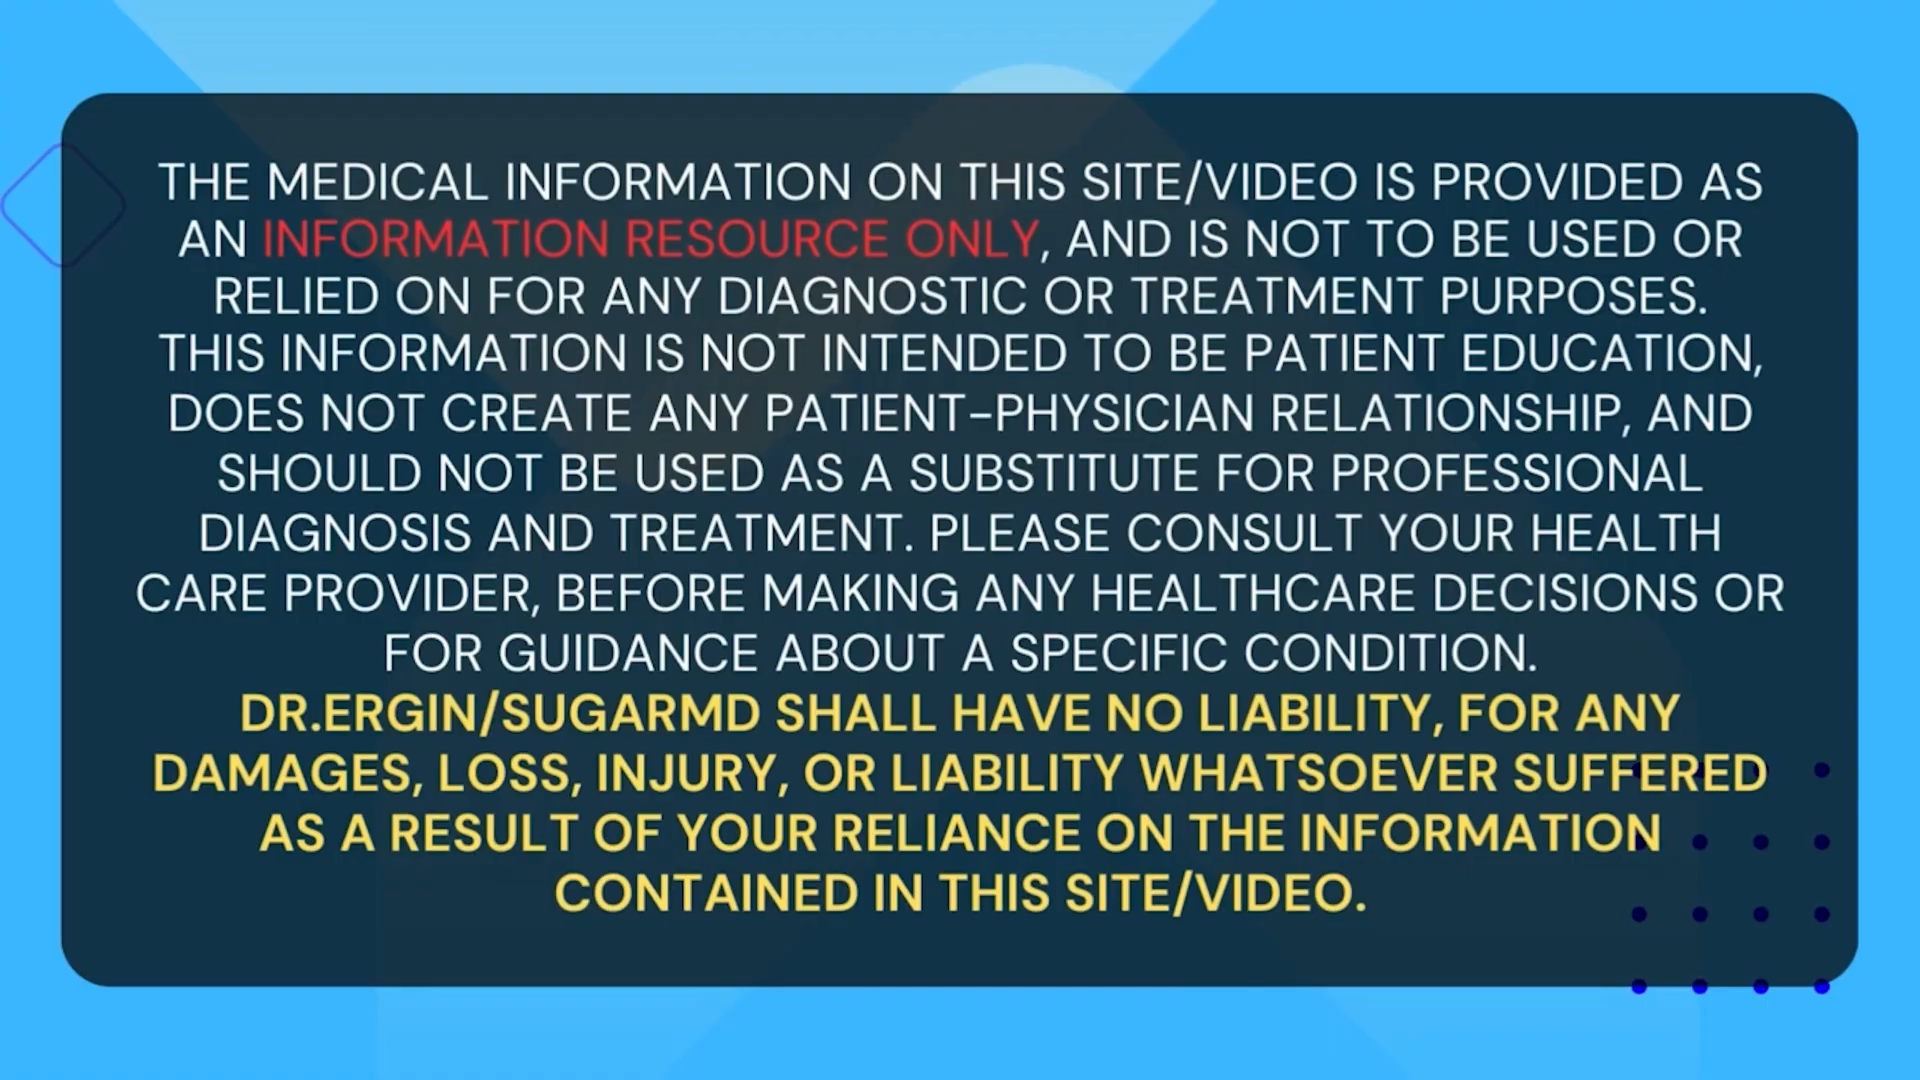 THE MEDICAL INFORMATION ON THIS SITE/VIDEO IS PROVIDED AS
AN INFORMATION RESOURCE ONLY, AND IS NOT TO BE USED OR
RELIED ON FOR ANY DIAGNOSTIC OR TREATMENT PURPOSES.
THIS INFORMATION IS NOT INTENDED TO BE PATIENT EDUCATION,
DOES NOT CREATE ANY PATIENT-PHYSICIAN RELATIONSHIP, AND
SHOULD NOT BE USED AS A SUBSTITUTE FOR PROFESSIONAL
DIAGNOSIS AND TREATMENT. PLEASE CONSULT YOUR HEALTH
CARE PROVIDER, BEFORE MAKING ANY HEALTHCARE DECISIONS OR
FOR GUIDANCE ABOUT A SPECIFIC CONDITION.
DR.ERGIN/SUGARMD SHALL HAVE NO LIABILITY, FOR ANY
DAMAGES, LOSS, INJURY, OR LIABILITY WHATSOEVER SUFFERED
AS A RESULT OF YOUR RELIANCE ON THE INFORMATION
CONTAINED IN THIS SITE/VIDEO.